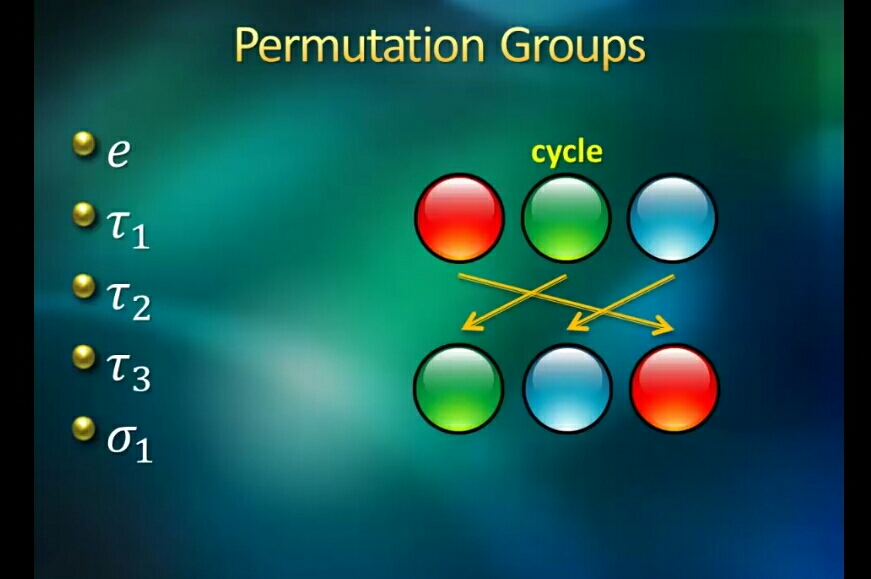 Permutation Groups
e
τ₁
τ₂
τ₃
σ₁
cycle